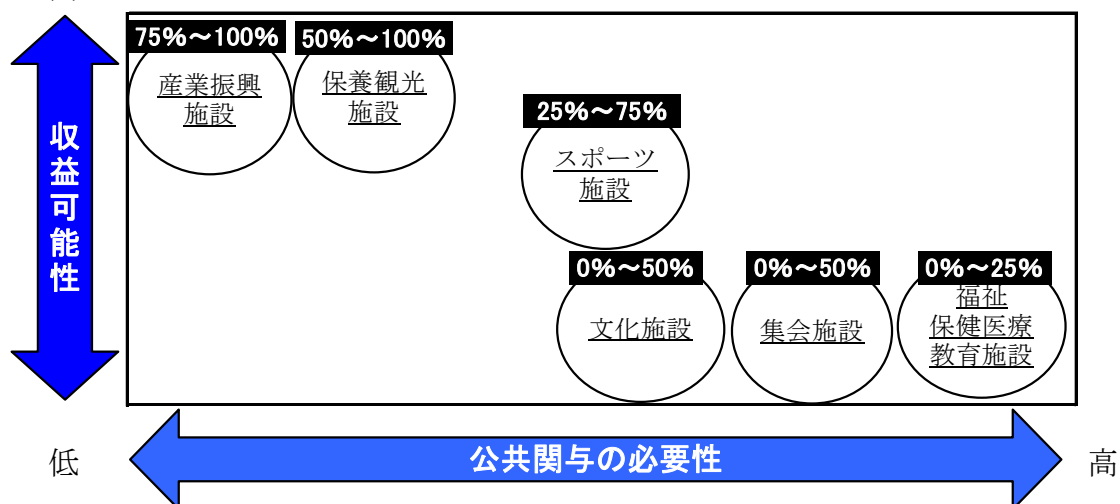 75%～100%
50%～100%
産業振興
施設
保養観光
施設
25%～75%
スポーツ
施設
収益可能性
0%～50%
0%～50%
0%～25%
文化施設
集会施設
福祉
保健医療
教育施設
低
公共関与の必要性
高